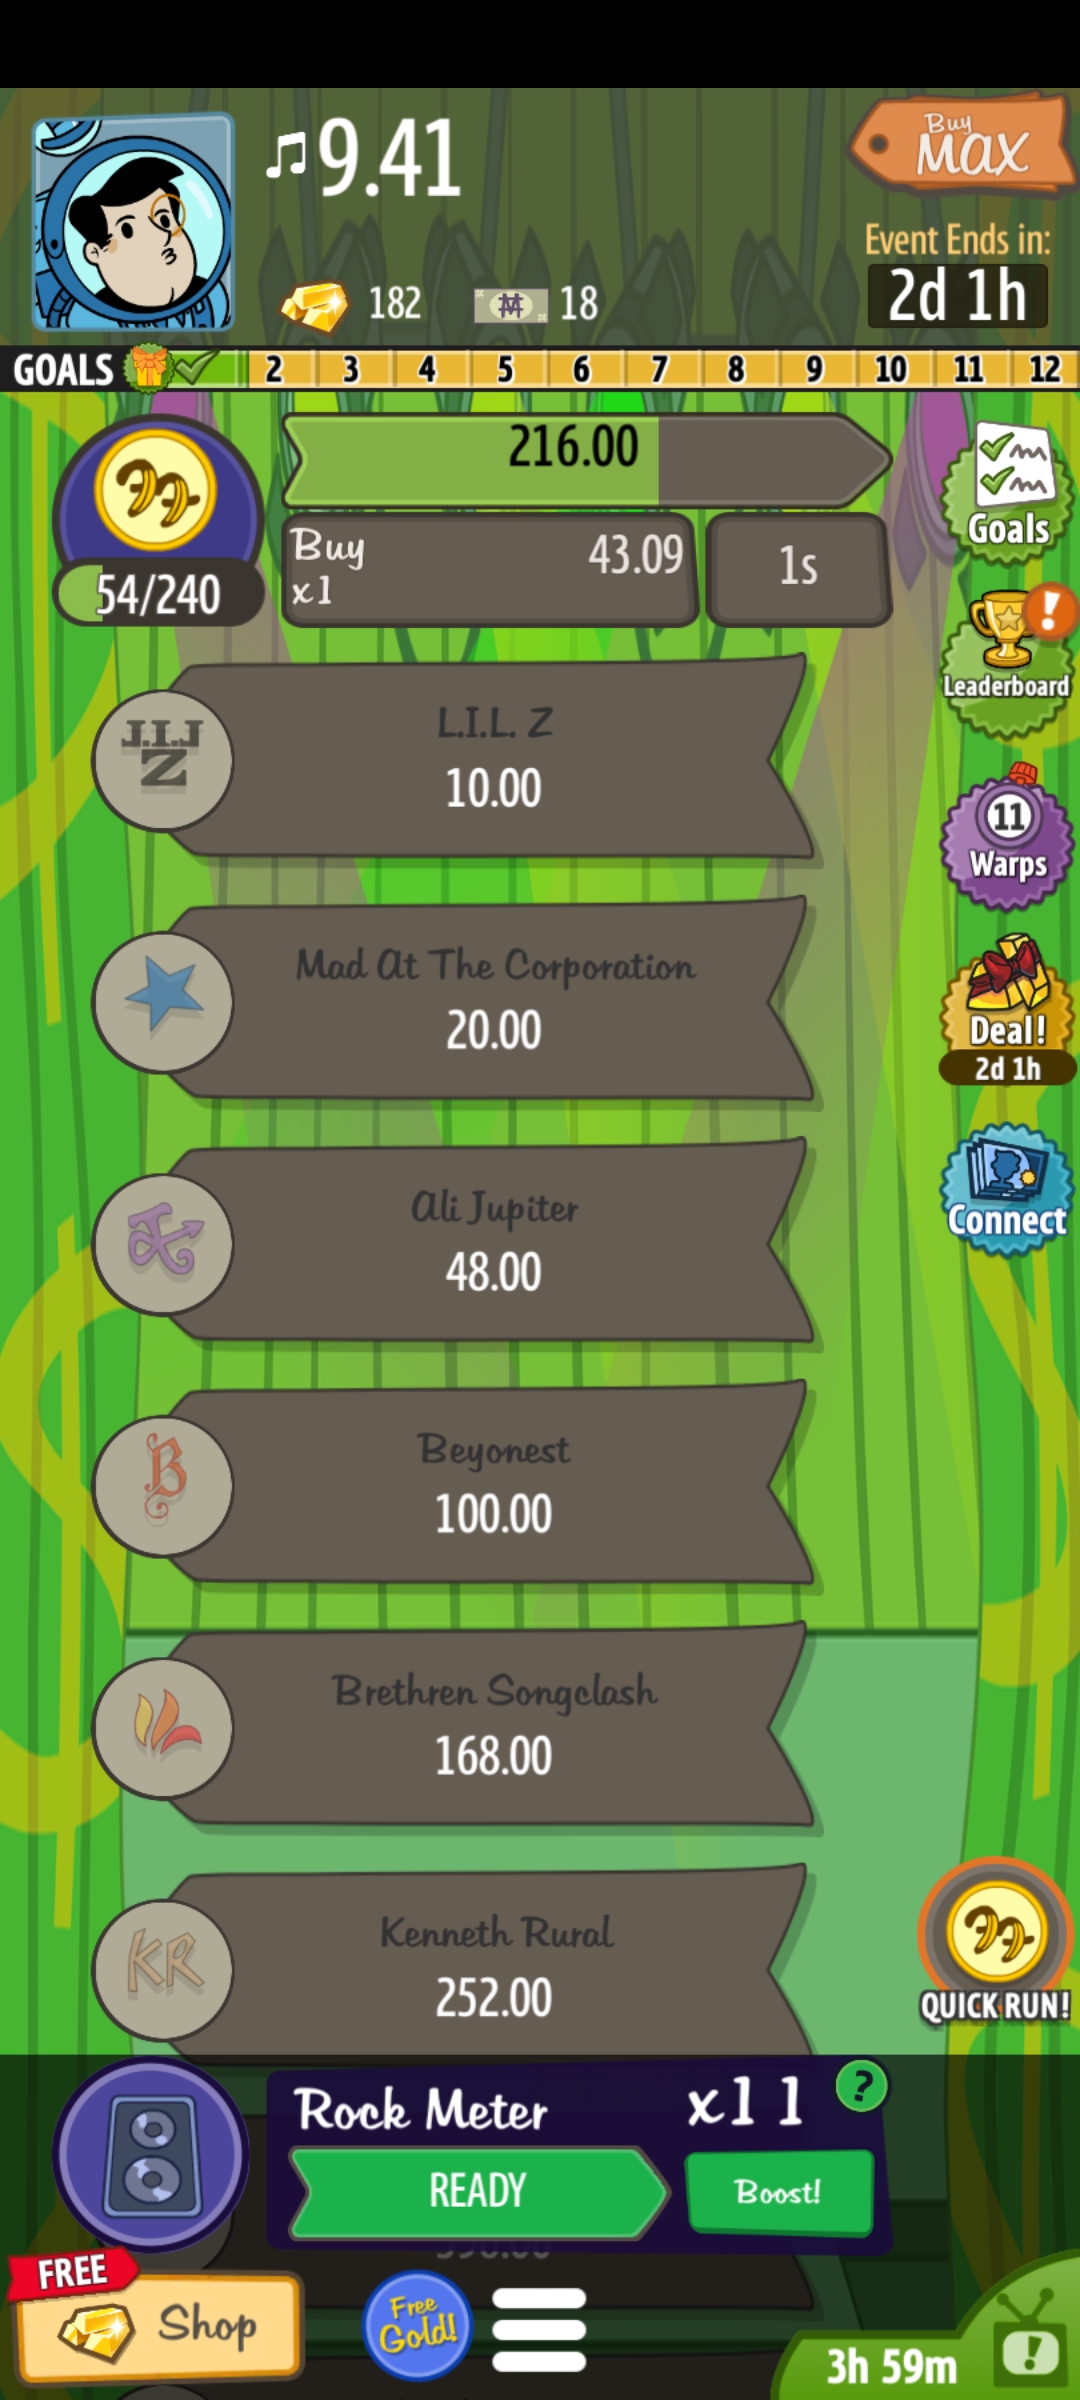 ♫9.41
Buy
Max
Event Ends in:
182
18
2d 1h
GOALS 2 3 4 5 6 7 8 9 10 11 12
216.00
Goals
Buy
x1
43.09
1s
54/240
Leaderboard
L.I.L. Z
L.I.L
Z
10.00
11
Warps
Mad At The Corporation
20.00
Deal!
2d 1h
Ali Jupiter
48.00
Connect
Beyonest
B
100.00
Brethren Songclash
168.00
Kenneth Rural
KR
252.00
QUICK RUN!
Rock Meter
x1 1
?
READY
Boost!
FREE
Shop
Free
Gold!
3h 59m